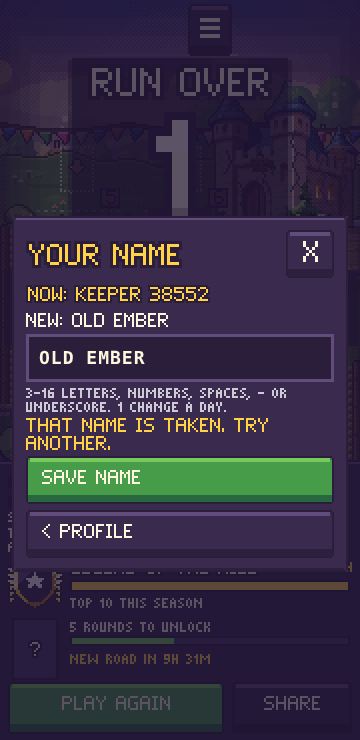 RUN OVER
1
YOUR NAME
X
NOW: KEEPER 38552
NEW: OLD EMBER
OLD EMBER
3-16 LETTERS, NUMBERS, SPACES, - OR
UNDERSCORE. 1 CHANGE A DAY.
THAT NAME IS TAKEN. TRY
ANOTHER.
SAVE NAME
< PROFILE
TOP 10 THIS SEASON
5 ROUNDS TO UNLOCK
?
NEW ROAD IN 9H 31M
PLAY AGAIN
SHARE